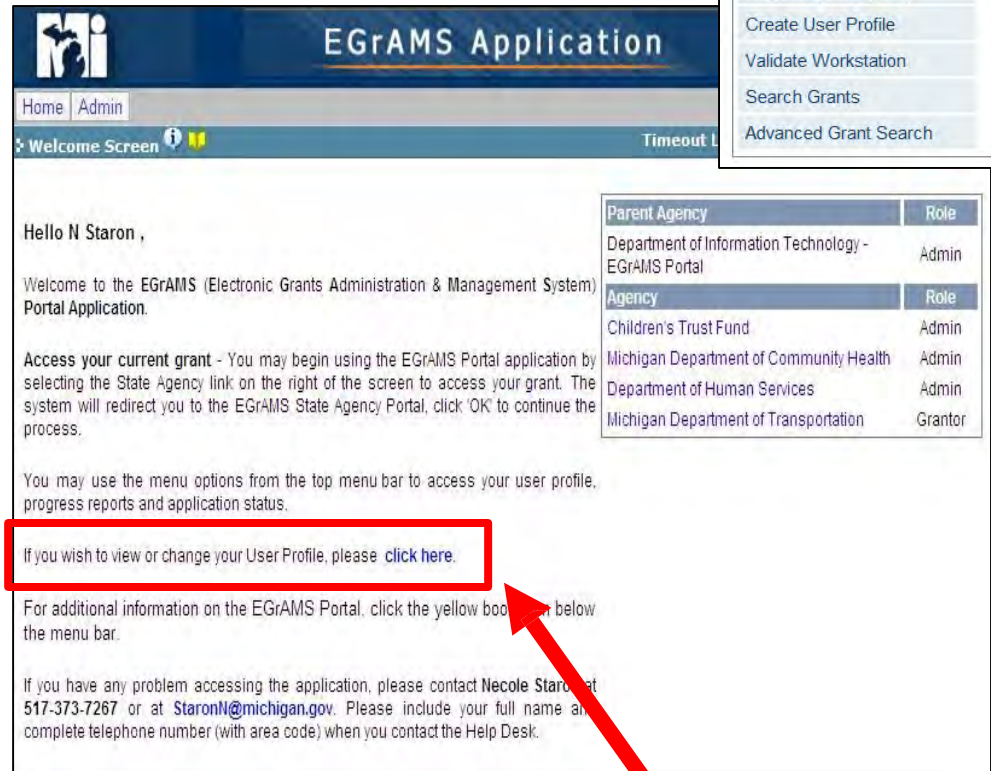 EGrAMS Application
Create User Profile
Validate Workstation
Search Grants
Advanced Grant Search
Home
Admin
Welcome Screen
Timeout
Hello N Staron ,
Welcome to the EGrAMS (Electronic Grants Administration & Management System)
Portal Application.
Access your current grant - You may begin using the EGrAMS Portal application by
selecting the State Agency link on the right of the screen to access your grant. The
system will redirect you to the EGrAMS State Agency Portal, click 'OK' to continue the
process.
You may use the menu options from the top menu bar to access your user profile,
progress reports and application status.
If you wish to view or change your User Profile, please click here.
For additional information on the EGrAMS Portal, click the yellow below
the menu bar.
If you have any problem accessing the application, please contact Necole at
517-373-7267 or at StaronN@michigan.gov. Please include your full name
complete telephone number (with area code) when you contact the Help Desk.
Parent Agency Role
Department of Information Technology -
EGrAMS Portal Admin
Agency Role
Children's Trust Fund Admin
Michigan Department of Community Health Admin
Department of Human Services Admin
Michigan Department of Transportation Grantor